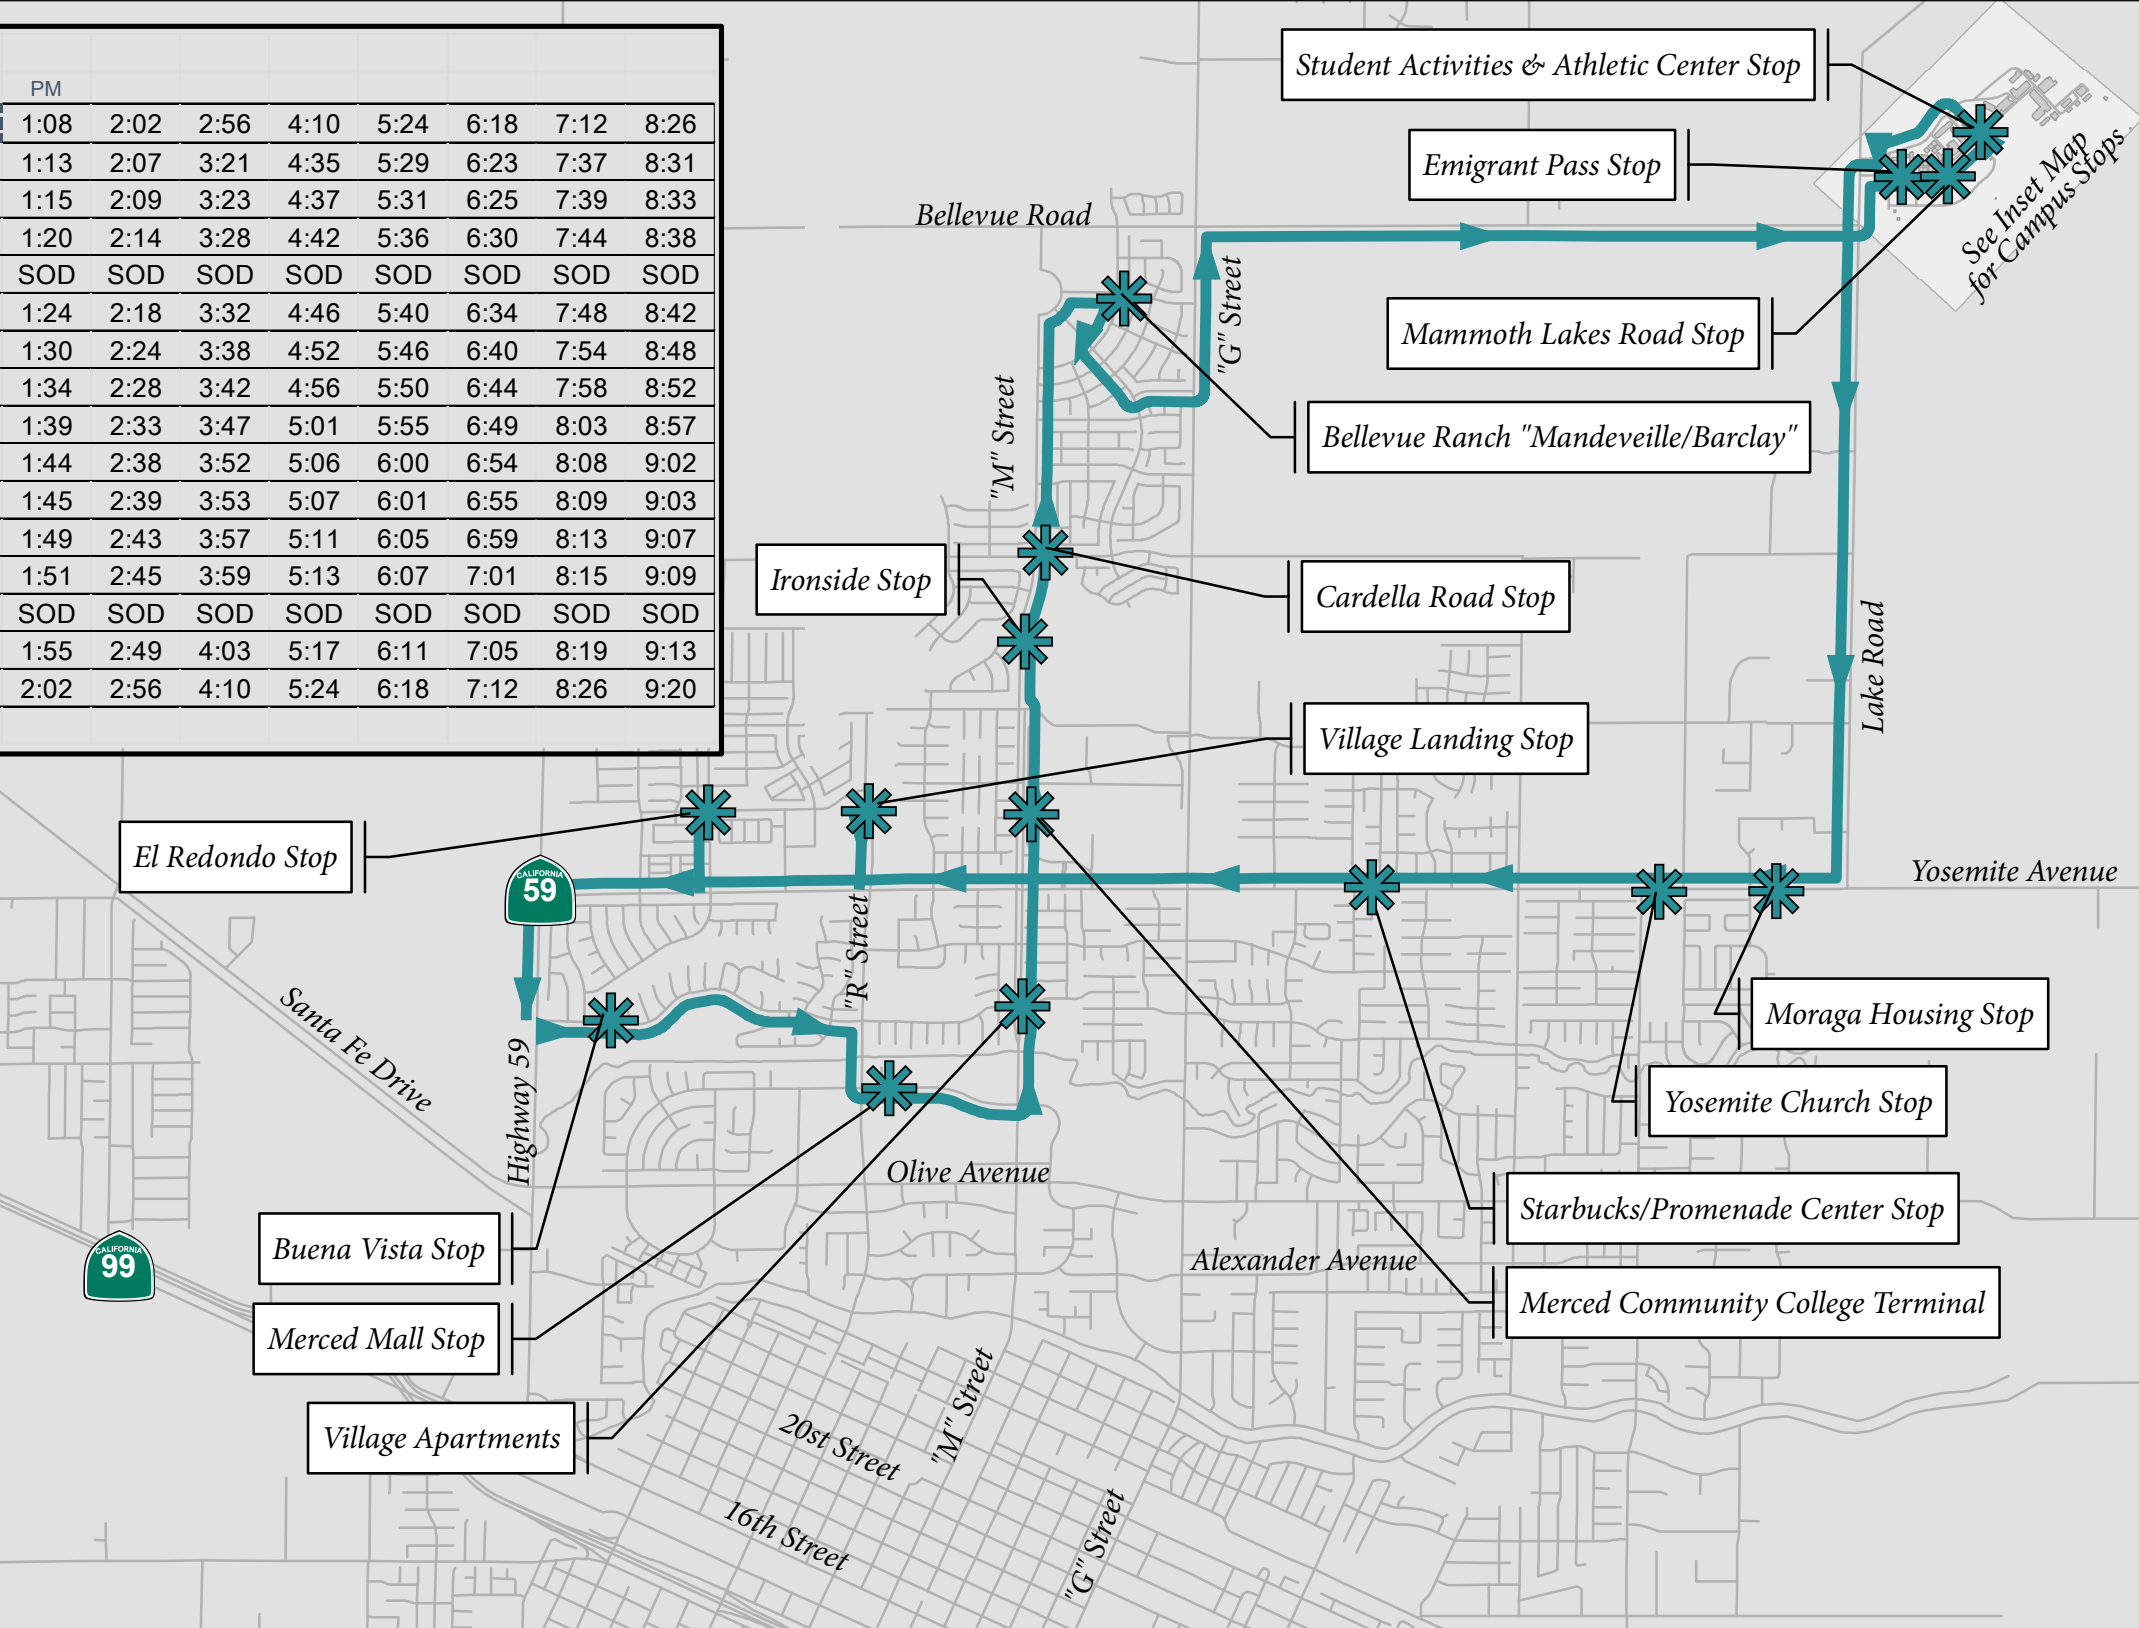 PM
1:08 2:02 2:56 4:10 5:24 6:18 7:12 8:26
1:13 2:07 3:21 4:35 5:29 6:23 7:37 8:31
1:15 2:09 3:23 4:37 5:31 6:25 7:39 8:33
1:20 2:14 3:28 4:42 5:36 6:30 7:44 8:38
SOD SOD SOD SOD SOD SOD SOD SOD
1:24 2:18 3:32 4:46 5:40 6:34 7:48 8:42
1:30 2:24 3:38 4:52 5:46 6:40 7:54 8:48
1:34 2:28 3:42 4:56 5:50 6:44 7:58 8:52
1:39 2:33 3:47 5:01 5:55 6:49 8:03 8:57
1:44 2:38 3:52 5:06 6:00 6:54 8:08 9:02
1:45 2:39 3:53 5:07 6:01 6:55 8:09 9:03
1:49 2:43 3:57 5:11 6:05 6:59 8:13 9:07
1:51 2:45 3:59 5:13 6:07 7:01 8:15 9:09
SOD SOD SOD SOD SOD SOD SOD SOD
1:55 2:49 4:03 5:17 6:11 7:05 8:19 9:13
2:02 2:56 4:10 5:24 6:18 7:12 8:26 9:20
Student Activities & Athletic Center Stop
Emigrant Pass Stop
See Inset Map
for Campus Stops
Bellevue Road
"G" Street
Mammoth Lakes Road Stop
"M" Street
Bellevue Ranch "Mandeveille/Barclay"
Ironside Stop
Cardella Road Stop
Lake Road
Village Landing Stop
El Redondo Stop
CALIFORNIA
59
Yosemite Avenue
"R" Street
Santa Fe Drive
Highway 59
Moraga Housing Stop
Yosemite Church Stop
Olive Avenue
Starbucks/Promenade Center Stop
Buena Vista Stop
CALIFORNIA
99
Alexander Avenue
Merced Community College Terminal
Merced Mall Stop
Village Apartments
"M" Street
20st Street
16th Street
"G" Street